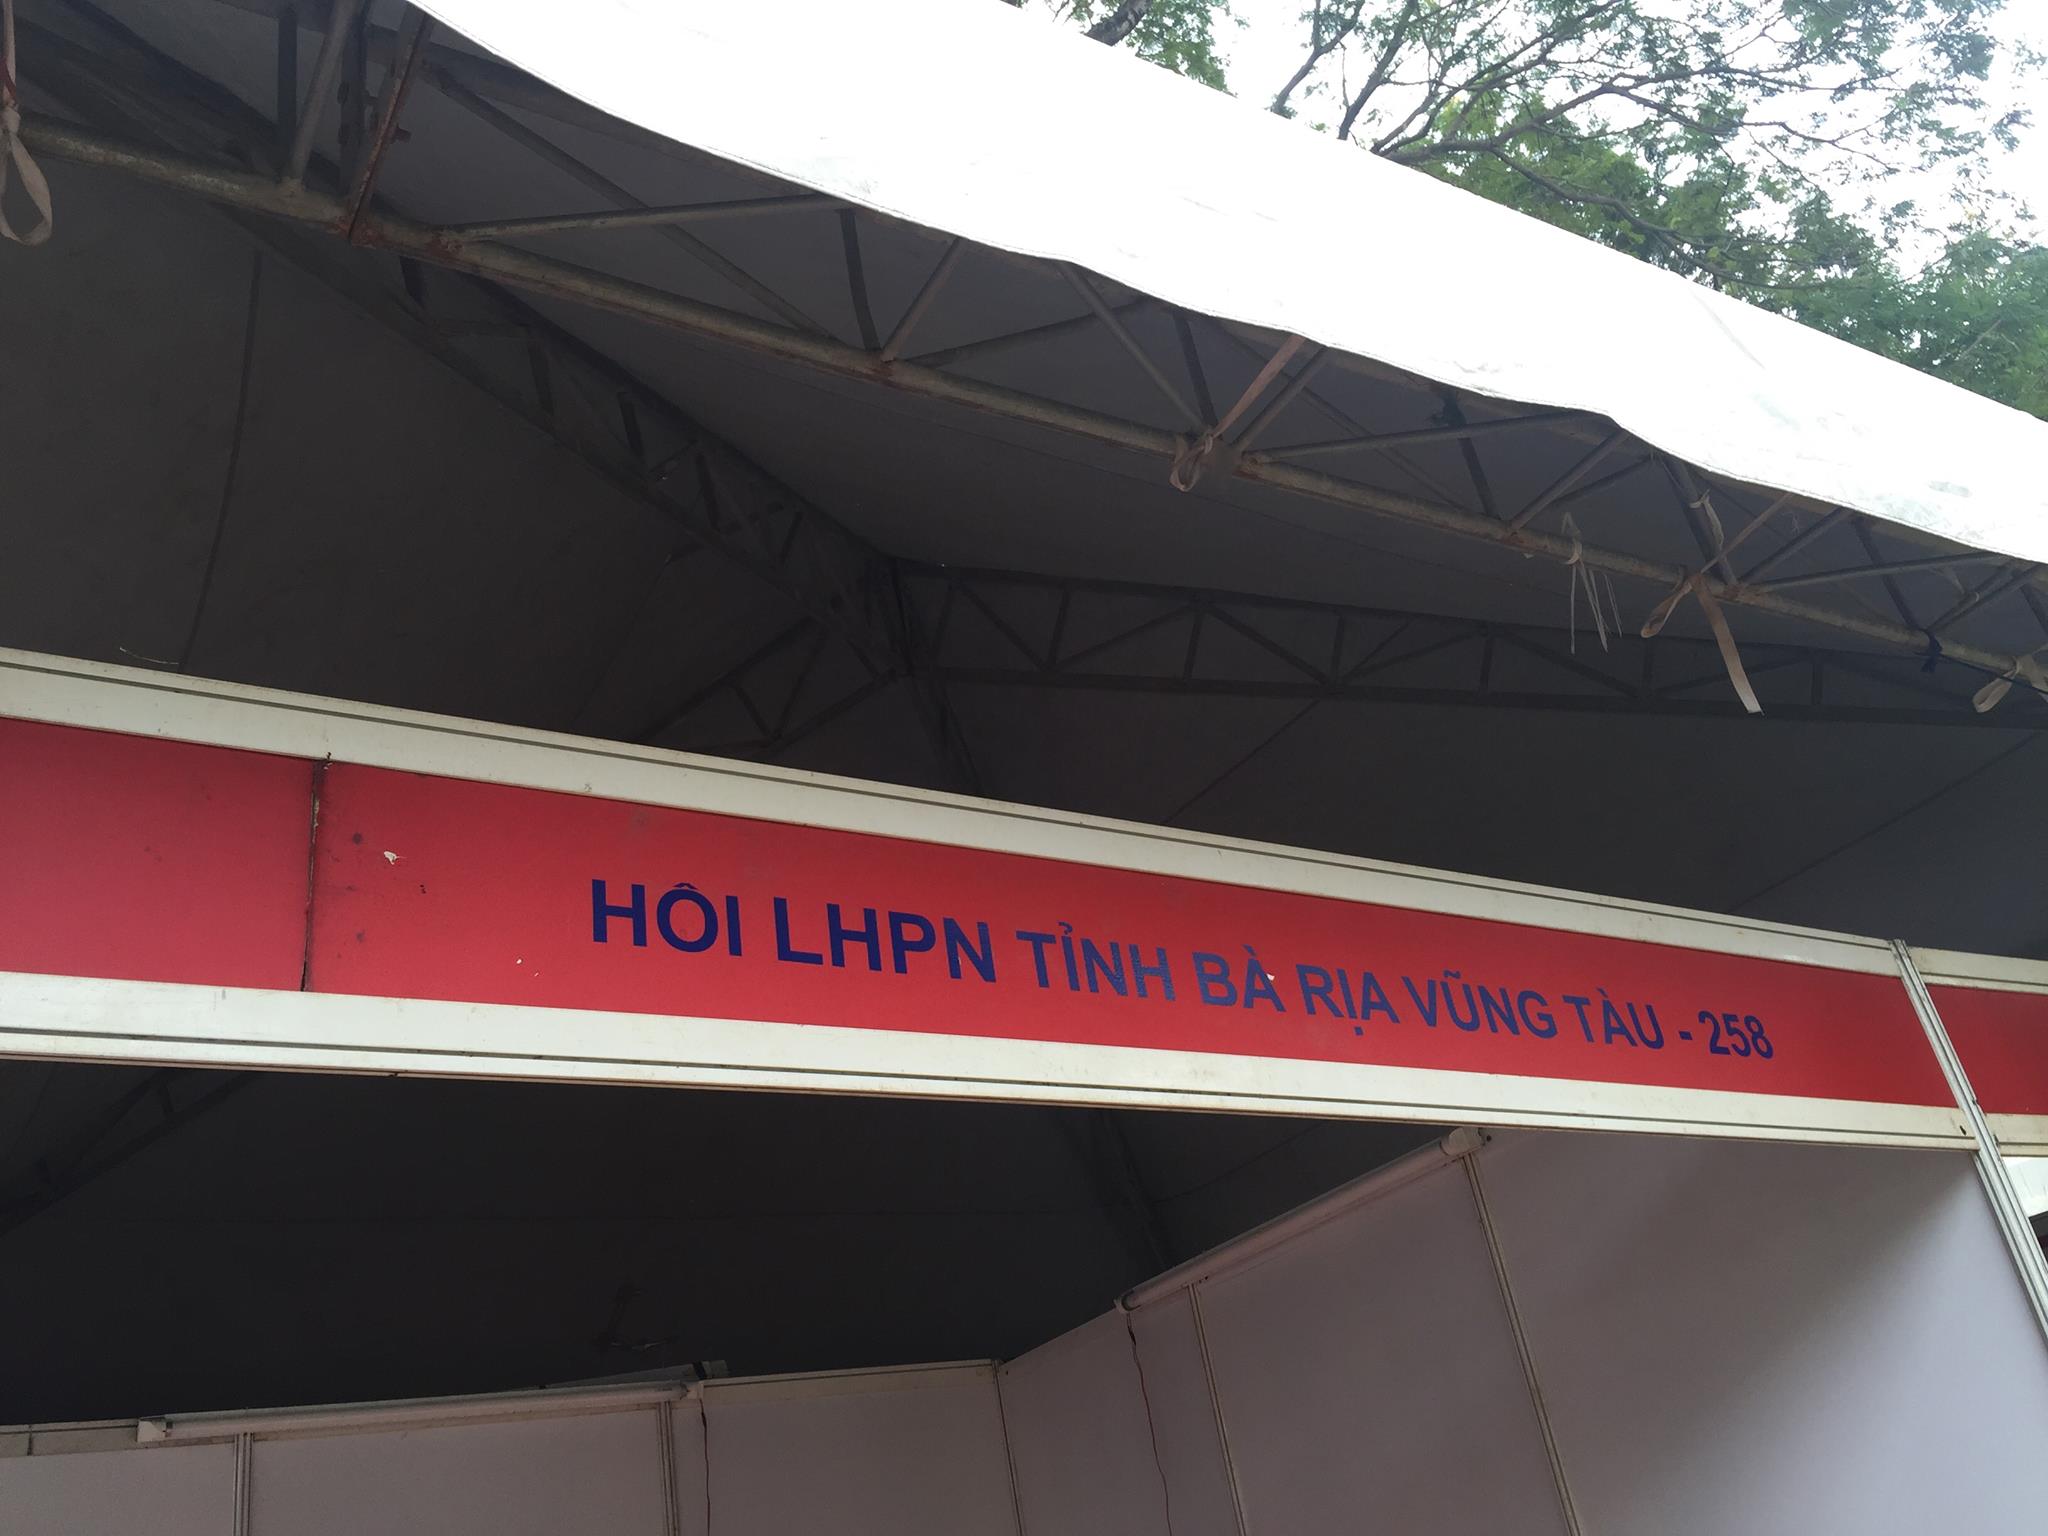 HÔI LHPN TỈNH BÀ RỊA VŨNG TÀU - 258